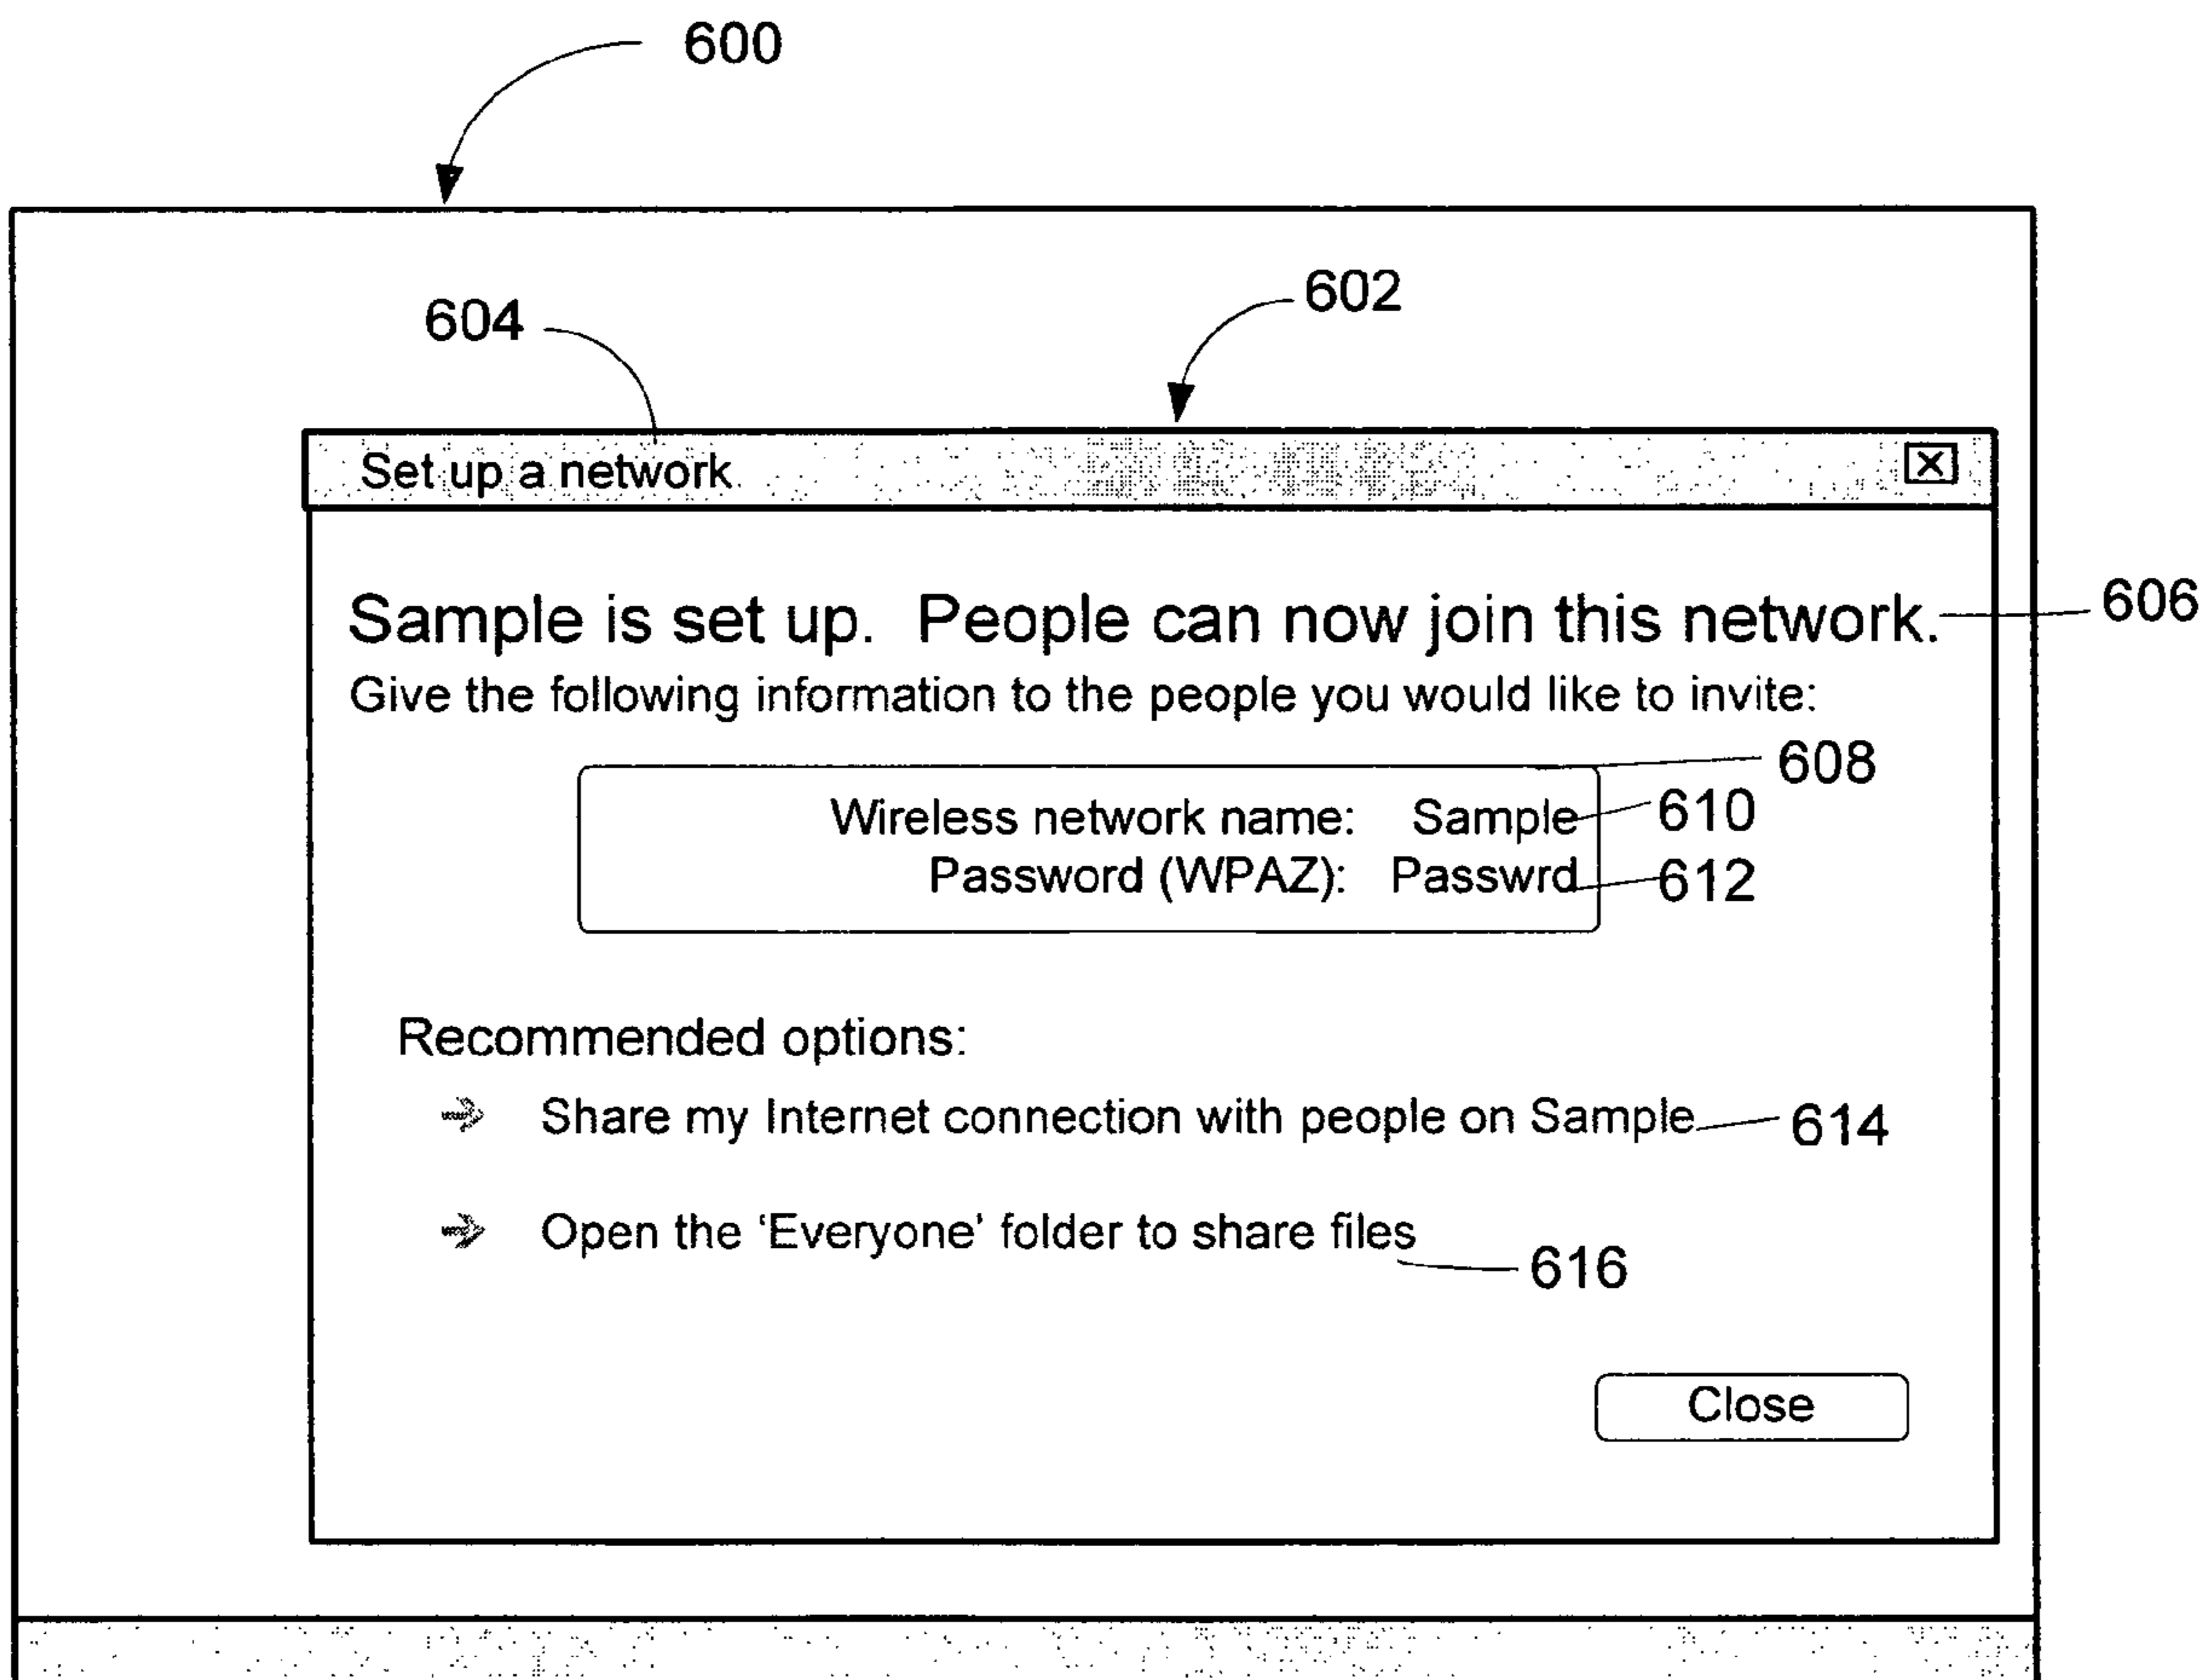 600
602
604
Set up a network
Sample is set up. People can now join this network.
606
Give the following information to the people you would like to invite:
608
Wireless network name: Sample
610
Password (WPAZ): Passwrd
612
Recommended options:
Share my Internet connection with people on Sample
614
Open the ‘Everyone’ folder to share files
616
Close